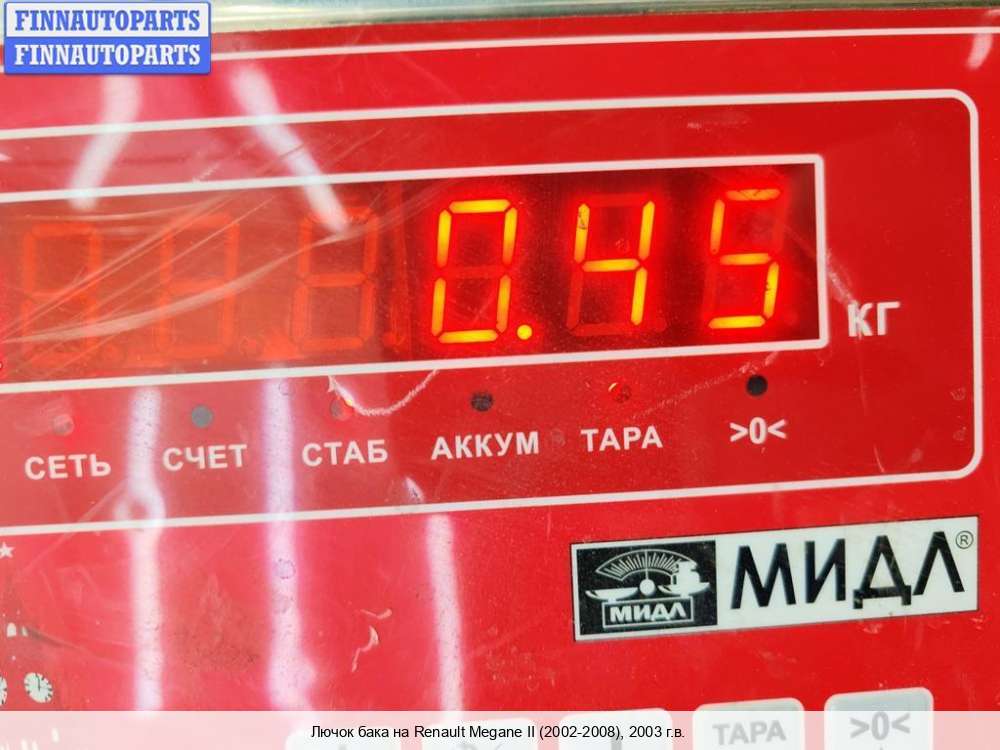 FINNAUTOPARTS
FINNAUTOPARTS
0.45
КГ
СЕТЬ СЧЕТ СТАБ АККУМ ТАРА >0<
МИДЛ МИДЛ®
ТАРА >0<
Лючок бака на Renault Megane II (2002-2008), 2003 г.в.